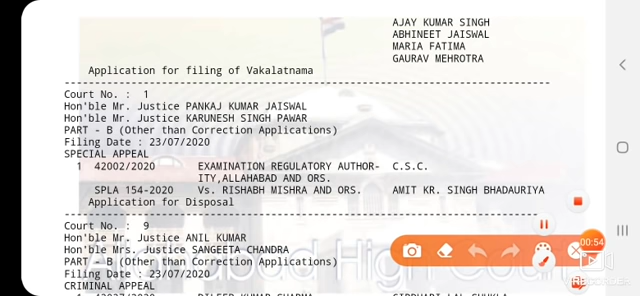 AJAY KUMAR SINGH
ABHINEET JAISWAL
MARIA FATIMA
GAURAV MEHROTRA
Application for filing of Vakalatnama
Court No. : 1
Hon'ble Mr. Justice PANKAJ KUMAR JAISWAL
Hon'ble Mr. Justice KARUNESH SINGH PAWAR
PART - B (Other than Correction Applications)
Filing Date : 23/07/2020
SPECIAL APPEAL
1 42002/2020 EXAMINATION REGULATORY AUTHOR- C.S.C.
ITY,ALLAHABAD AND ORS.
SPLA 154-2020 Vs. RISHABH MISHRA AND ORS. AMIT KR. SINGH BHADAURIYA
Application for Disposal
Court No. : 9
Hon'ble Mr. Justice ANIL KUMAR
Hon'ble Mrs. Justice SANGEETA CHANDRA
PART - B (Other than Correction Applications)
Filing Date : 23/07/2020
CRIMINAL APPEAL
00:54